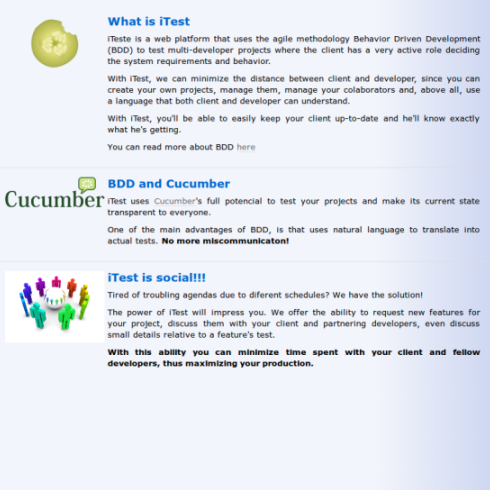 What is iTest
iTeste is a web platform that uses the agile methodology Behavior Driven Development
(BDD) to test multi-developer projects where the client has a very active role deciding
the system requirements and behavior.
With iTest, we can minimize the distance between client and developer, since you can
create your own projects, manage them, manage your colaborators and, above all, use
a language that both client and developer can understand.
With iTest, you'll be able to easily keep your client up-to-date and he'll know exactly
what he's getting.
You can read more about BDD here
Cucumber
BDD and Cucumber
iTest uses Cucumber's full potencial to test your projects and make its current state
transparent to everyone.
One of the main advantages of BDD, is that uses natural language to translate into
actual tests. No more miscommunicaton!
iTest is social!!!
Tired of troubling agendas due to diferent schedules? We have the solution!
The power of iTest will impress you. We offer the ability to request new features for
your project, discuss them with your client and partnering developers, even discuss
small details relative to a feature's test.
With this ability you can minimize time spent with your client and fellow
developers, thus maximizing your production.